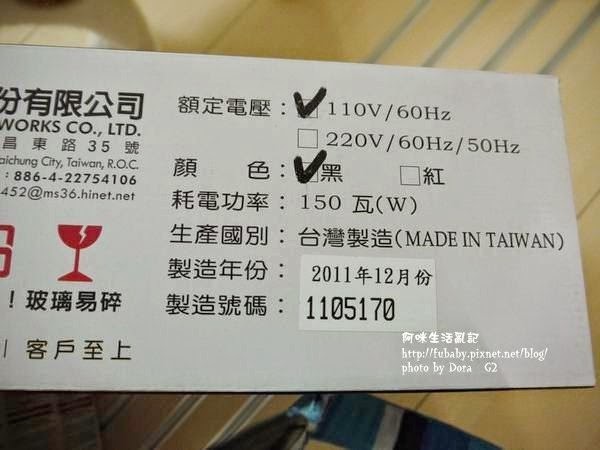 份有限公司
WORKS CO., LTD.
昌東路35號
aichung City, Taiwan, R.O.C.
: 886-4-22754106
452@ms36.hinet.net
！玻璃易碎
客戶至上
額定電壓：☑110V/60Hz
☐220V/60Hz/50Hz
顏 色：☑黑 ☐紅
耗電功率：150 瓦(W)
生產國別：台灣製造(MADE IN TAIWAN)
製造年份：2011年12月份
製造號碼：1105170
阿咪生活亂記
http://fubaby.pixnet.net/blog/
photo by Dora G2